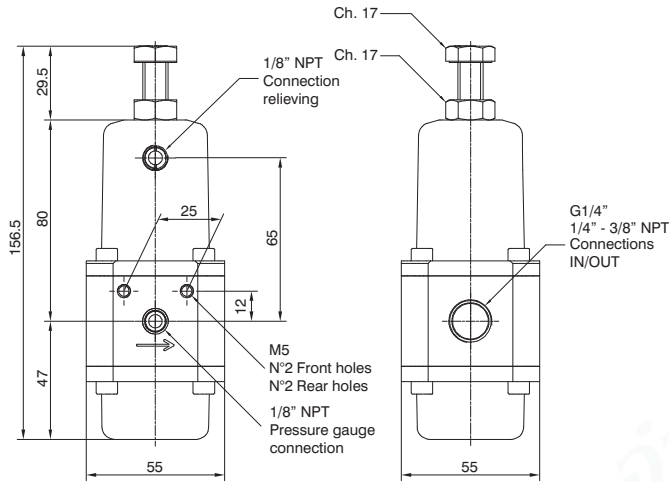 Ch. 17
1/8” NPT
Connection
relieving
Ch. 17
29.5
80
156.5
25
65
12
47
G1/4”
1/4” - 3/8” NPT
Connections
IN/OUT
M5
N°2 Front holes
N°2 Rear holes
1/8” NPT
Pressure gauge
connection
55
55